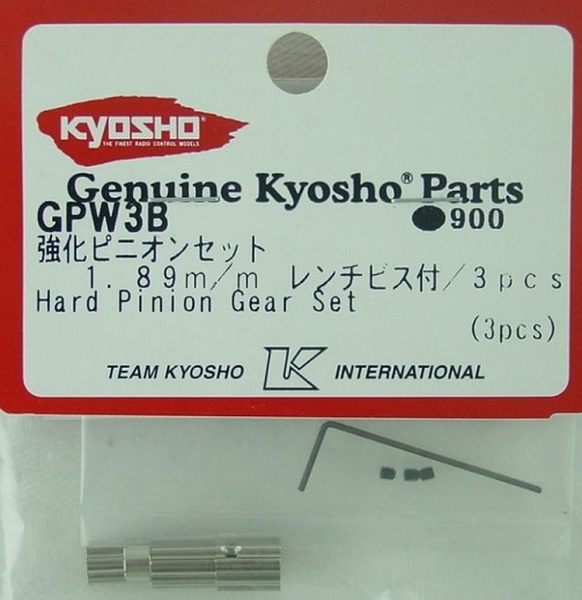 KYOSHO®
THE FINEST RADIO CONTROL MODELS
Genuine Kyosho® Parts
GPW3B
●900
強化ピニオンセット
1.89m/m レンチビス付/3pcs
Hard Pinion Gear Set
(3pcs)
TEAM KYOSHO K INTERNATIONAL